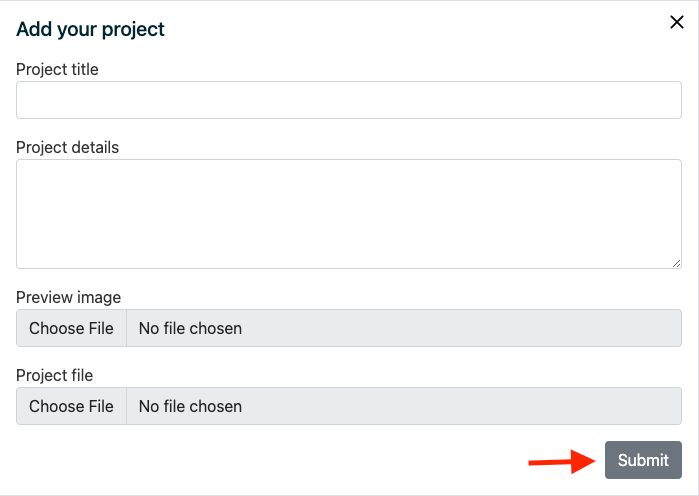 Add your project
Project title
Project details
Preview image
Choose File No file chosen
Project file
Choose File No file chosen
Submit